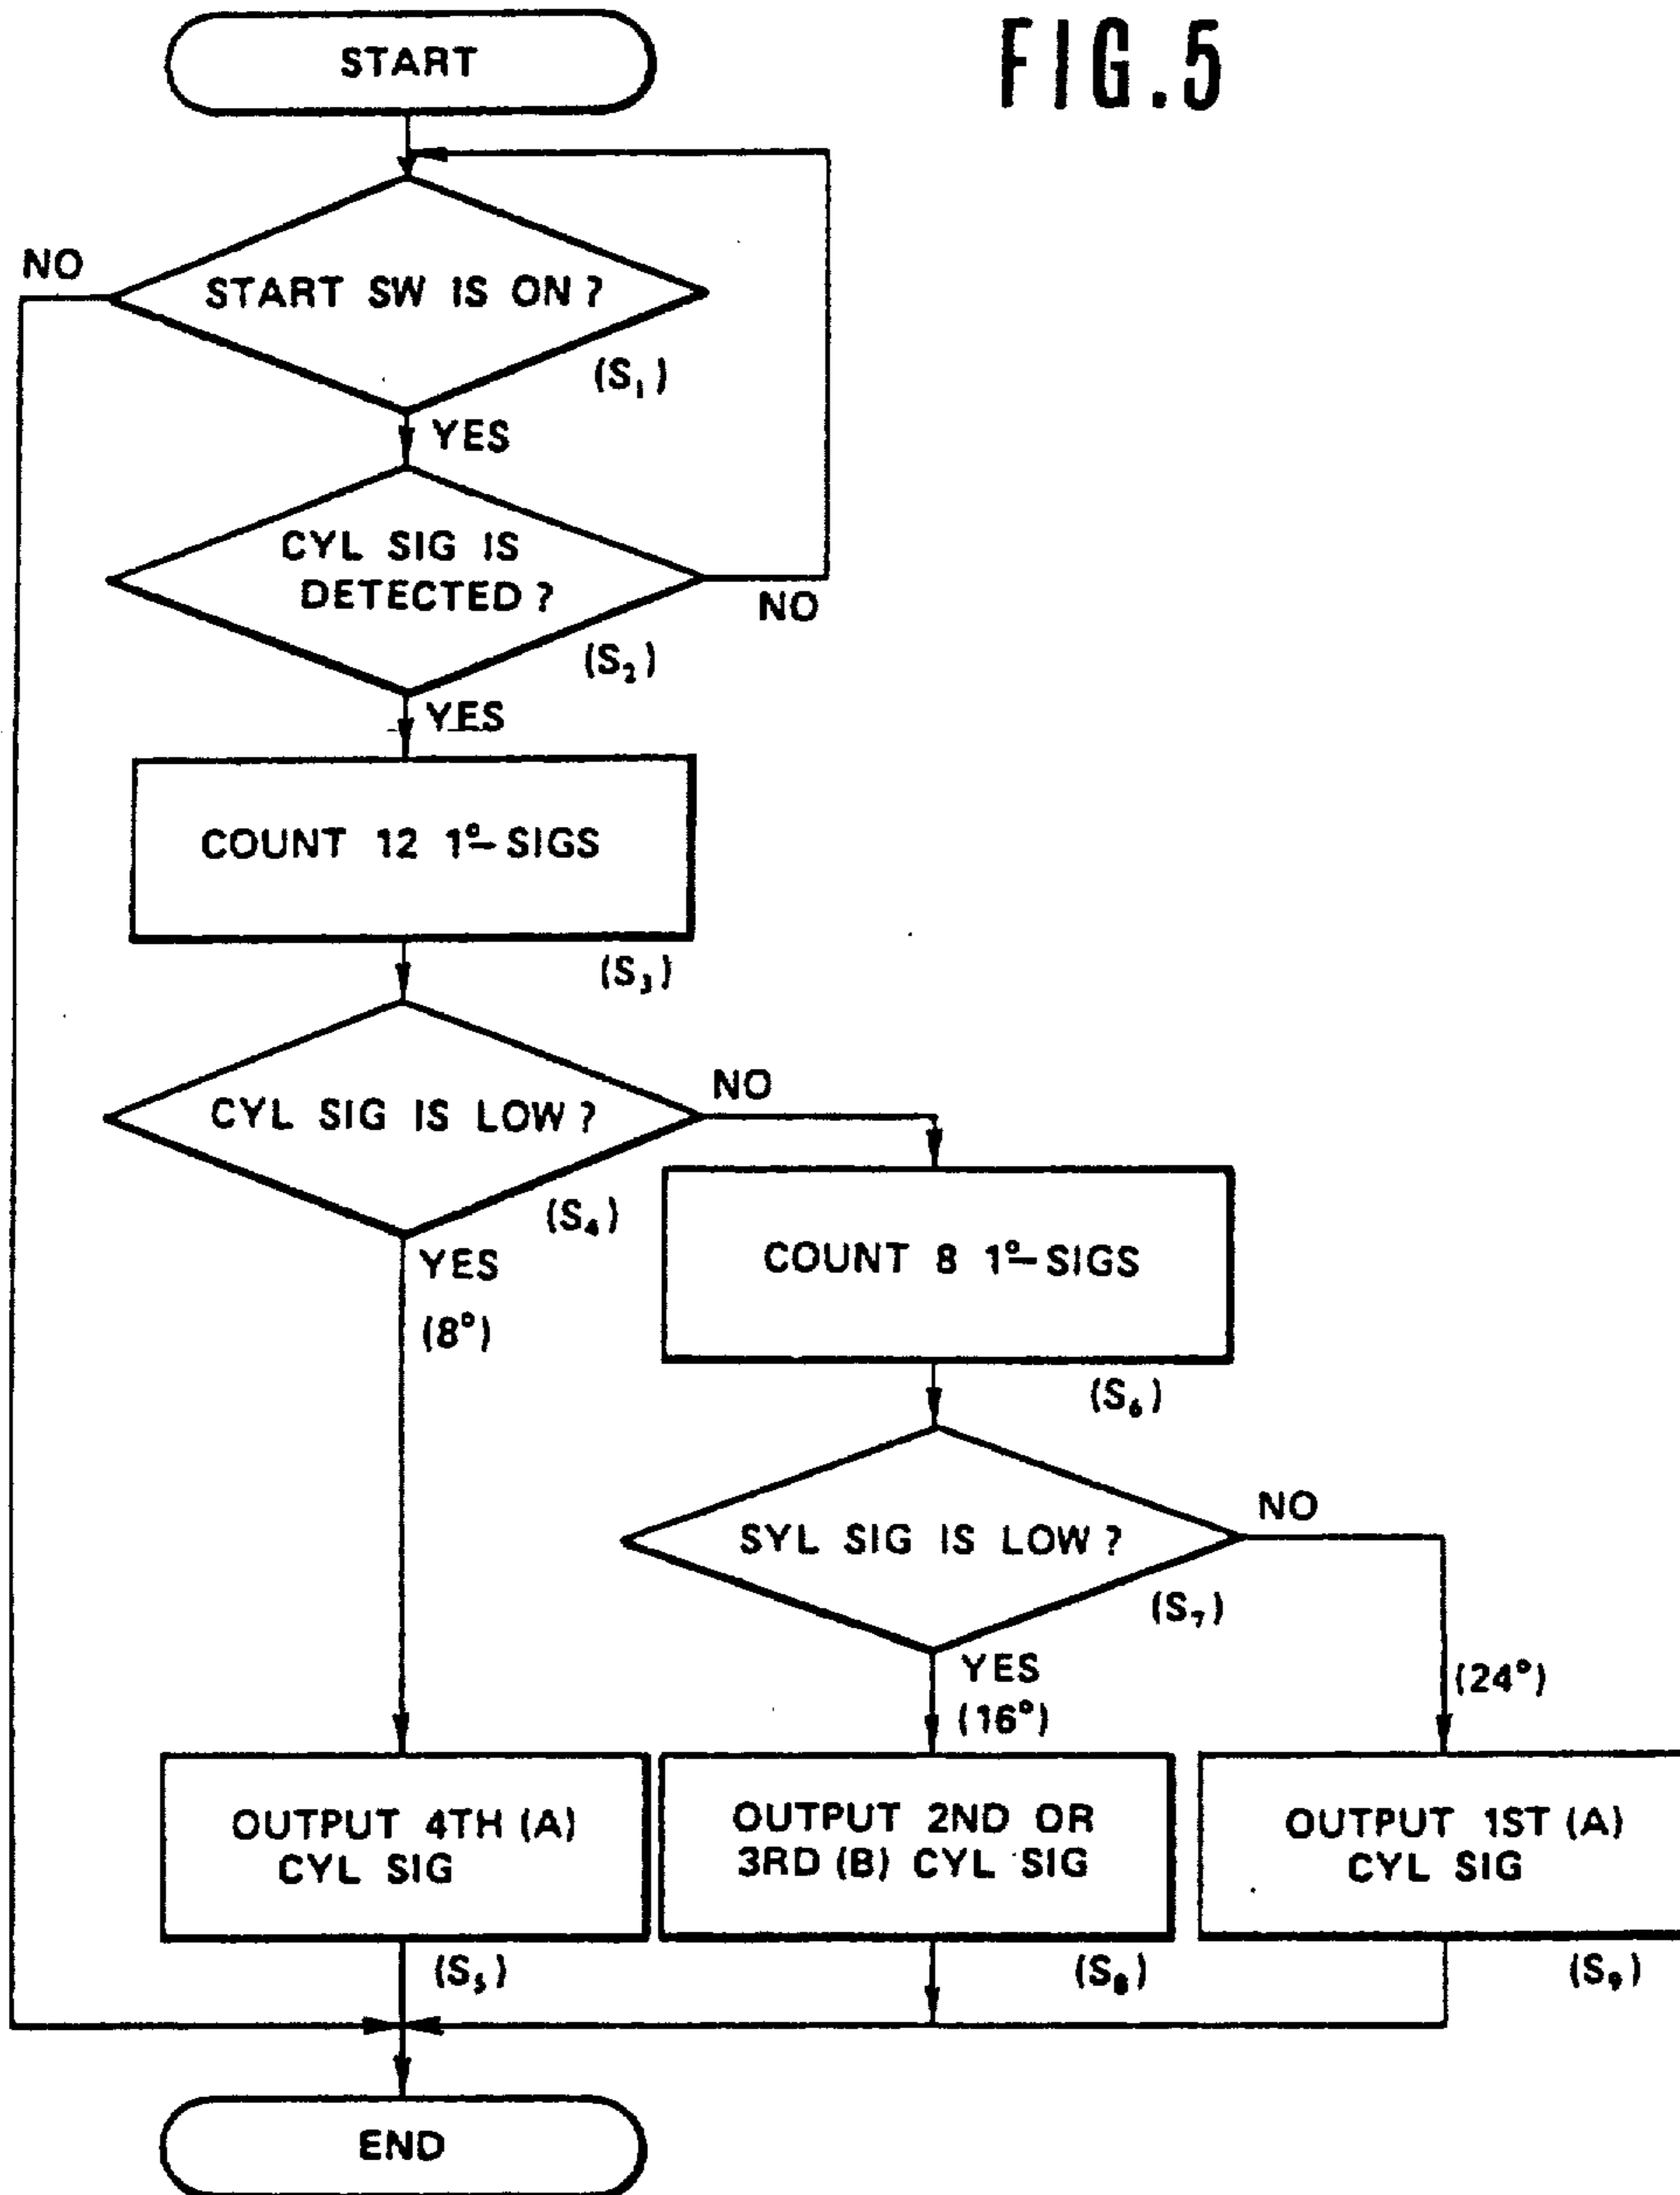 FIG.5
START
NO
START SW IS ON ?
(S₁)
YES
CYL SIG IS
DETECTED ?
NO
(S₂)
YES
COUNT 12 1°-SIGS
(S₃)
CYL SIG IS LOW ?
NO
(S₄)
YES
(8°)
COUNT 8 1°-SIGS
(S₆)
SYL SIG IS LOW ?
NO
(S₇)
YES
(16°)
(24°)
OUTPUT 4TH (A)
CYL SIG
(S₅)
OUTPUT 2ND OR
3RD (B) CYL SIG
(S₈)
OUTPUT 1ST (A)
CYL SIG
(S₉)
END